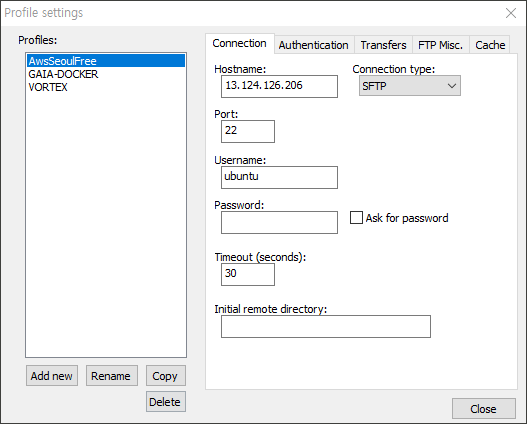 Profile settings
Profiles:
AwsSeoulFree
GAIA-DOCKER
VORTEX
Add new
Rename
Copy
Delete
Connection
Authentication
Transfers
FTP Misc.
Cache
Hostname:
Connection type:
13.124.126.206
SFTP
Port:
22
Username:
ubuntu
Password:
Ask for password
Timeout (seconds):
30
Initial remote directory:
Close